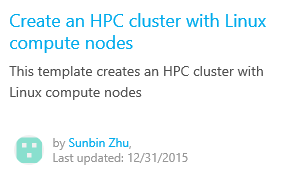 Create an HPC cluster with Linux
compute nodes
This template creates an HPC cluster with
Linux compute nodes
by Sunbin Zhu,
Last updated: 12/31/2015